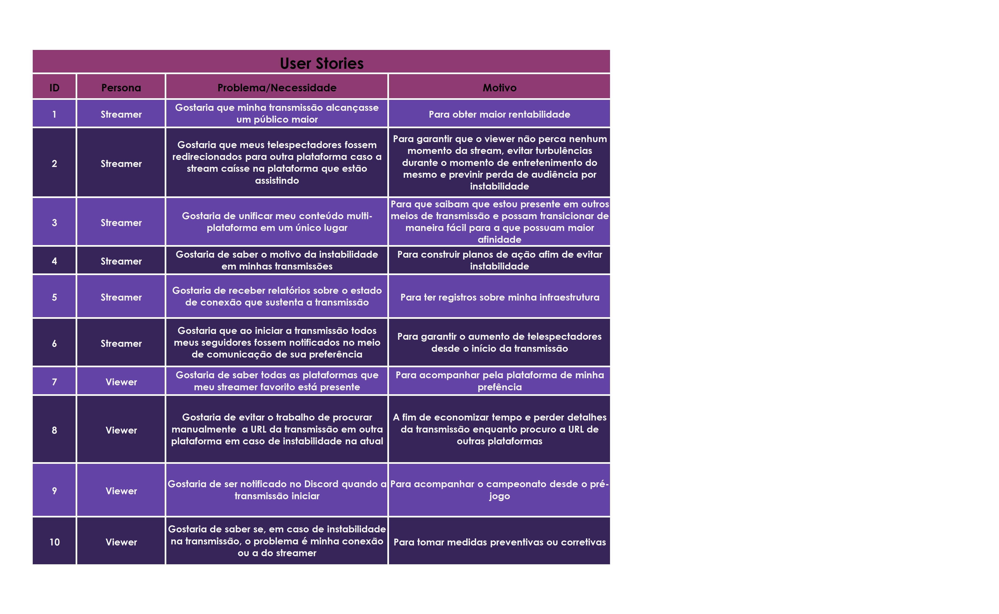 User Stories
ID
Persona
Problema/Necessidade
Motivo
1
Streamer
Gostaria que minha transmissão alcançasse
um público maior
Para obter maior rentabilidade
2
Streamer
Gostaria que meus telespectadores fossem
redirecionados para outra plataforma caso a
stream caísse na plataforma que estão
assistindo
Para garantir que o viewer não perca nenhum
momento da stream, evitar turbulências
durante o momento de entretenimento do
mesmo e previnir perda de audiência por
instabilidade
3
Streamer
Gostaria de unificar meu conteúdo multi-
plataforma em um único lugar
Para que saibam que estou presente em outros
meios de transmissão e possam transicionar de
maneira fácil para a que possuam maior
afinidade
4
Streamer
Gostaria de saber o motivo da instabilidade
em minhas transmissões
Para construir planos de ação afim de evitar
instabilidade
5
Streamer
Gostaria de receber relatórios sobre o estado
de conexão que sustenta a transmissão
Para ter registros sobre minha infraestrutura
6
Streamer
Gostaria que ao iniciar a transmissão todos
meus seguidores fossem notificados no meio
de comunicação de sua preferência
Para garantir o aumento de telespectadores
desde o início da transmissão
7
Viewer
Gostaria de saber todas as plataformas que
meu streamer favorito está presente
Para acompanhar pela plataforma de minha
prefência
8
Viewer
Gostaria de evitar o trabalho de procurar
manualmente  a URL da transmissão em outra
plataforma em caso de instabilidade na atual
A fim de economizar tempo e perder detalhes
da transmissão enquanto procuro a URL de
outras plataformas
9
Viewer
Gostaria de ser notificado no Discord quando a
transmissão iniciar
Para acompanhar o campeonato desde o pré-
jogo
10
Viewer
Gostaria de saber se, em caso de instabilidade
na transmissão, o problema é minha conexão
ou a do streamer
Para tomar medidas preventivas ou corretivas